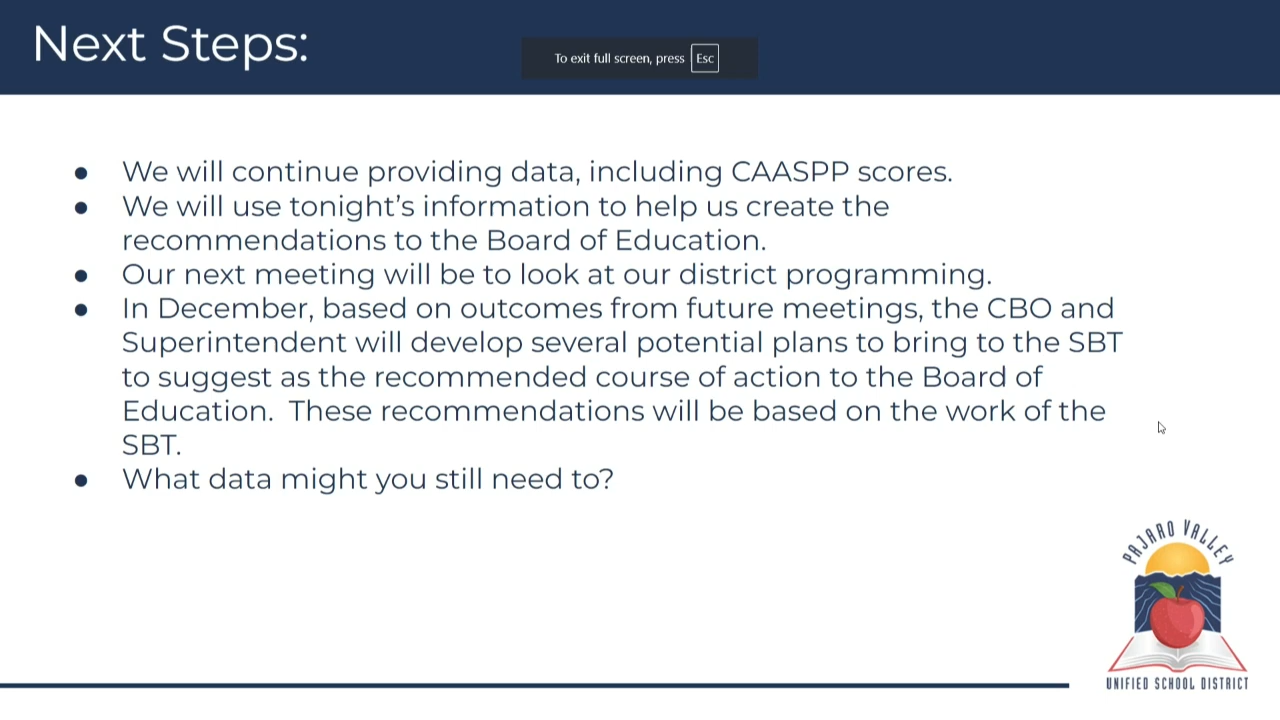 Next Steps:
To exit full screen, press Esc
● We will continue providing data, including CAASPP scores.
● We will use tonight’s information to help us create the
recommendations to the Board of Education.
● Our next meeting will be to look at our district programming.
● In December, based on outcomes from future meetings, the CBO and
Superintendent will develop several potential plans to bring to the SBT
to suggest as the recommended course of action to the Board of
Education.  These recommendations will be based on the work of the
SBT.
● What data might you still need to?
PAJARO VALLEY
UNIFIED SCHOOL DISTRICT